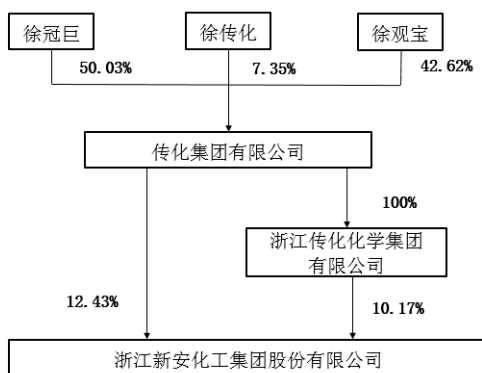 徐冠巨
徐传化
徐观宝
50.03%
7.35%
42.62%
传化集团有限公司
100%
浙江传化化学集团
有限公司
12.43%
10.17%
浙江新安化工集团股份有限公司